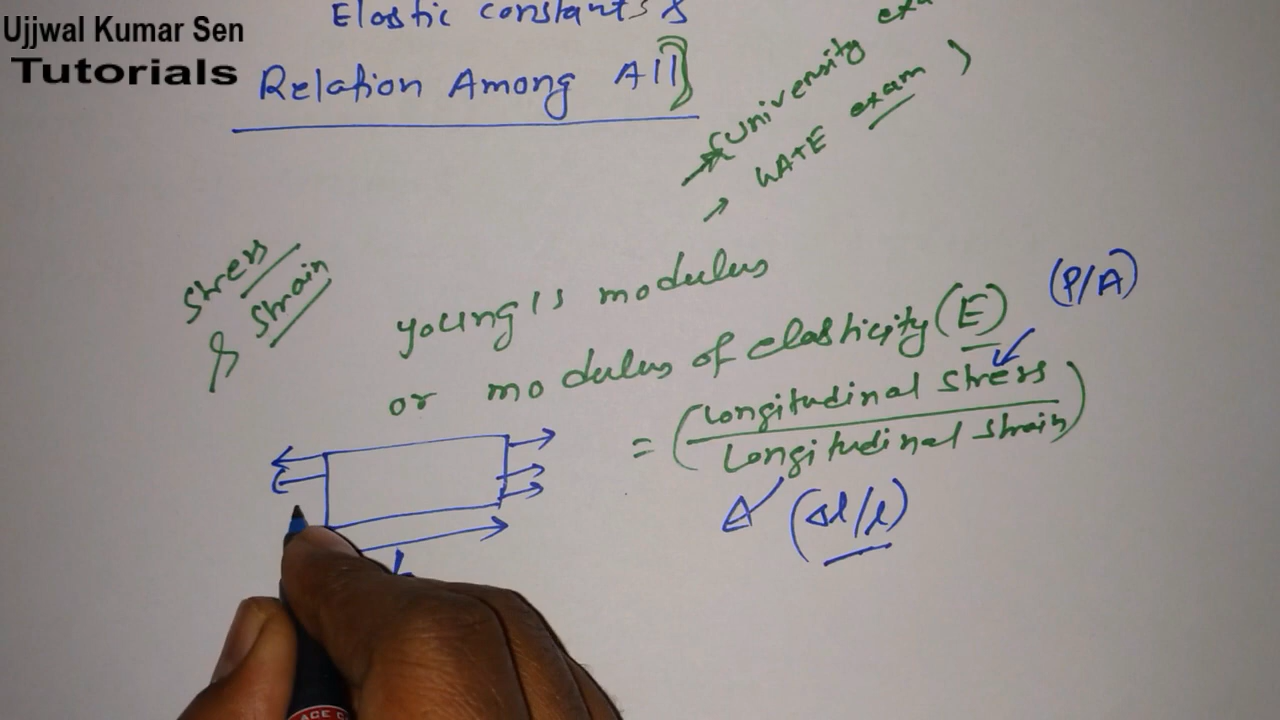 Ujjwal Kumar Sen
Tutorials
Elastic constants &
Relation Among All
(University exa
GATE exam)
Stress
& Strain
young's modulus
or modulus of elasticity (E)
(P/A)
= (Longitudinal Stress
Longitudinal Strain)
(Δl/l)
L